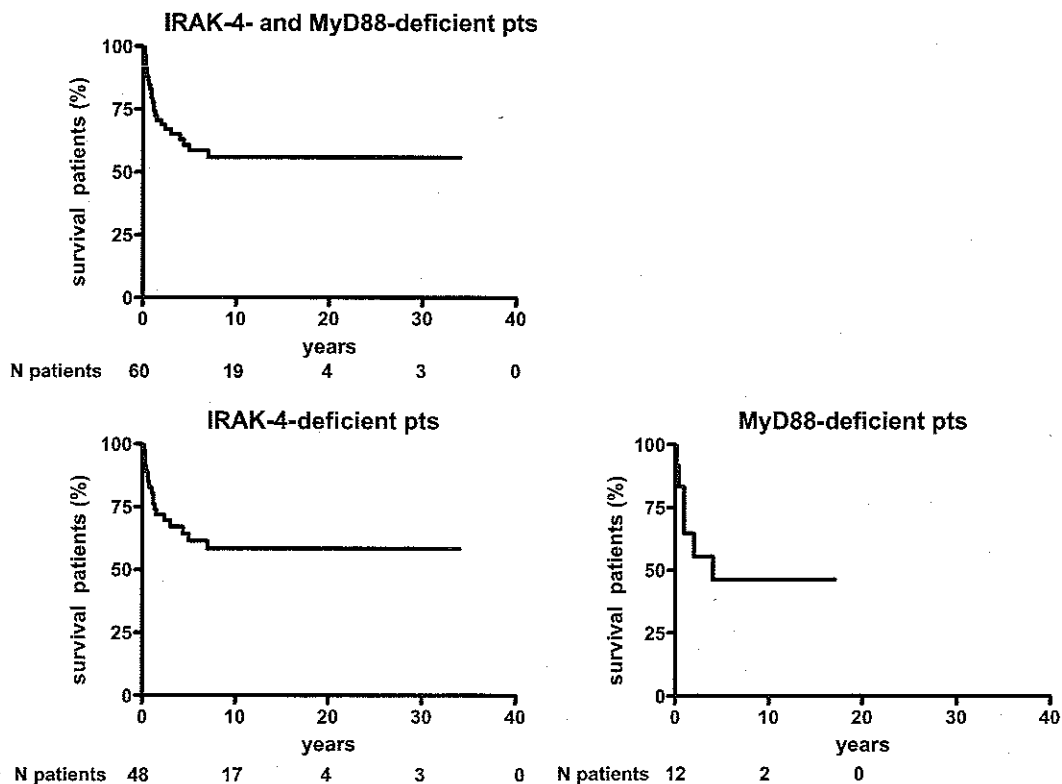 IRAK-4- and MyD88-deficient pts
100
75
50
25
0
survival patients (%)
0 10 20 30 40
years
N patients 60 19 4 3 0
IRAK-4-deficient pts
100
75
50
25
0
survival patients (%)
0 10 20 30 40
years
N patients 48 17 4 3 0
MyD88-deficient pts
100
75
50
25
0
survival patients (%)
0 10 20 30 40
years
N patients 12 2 0